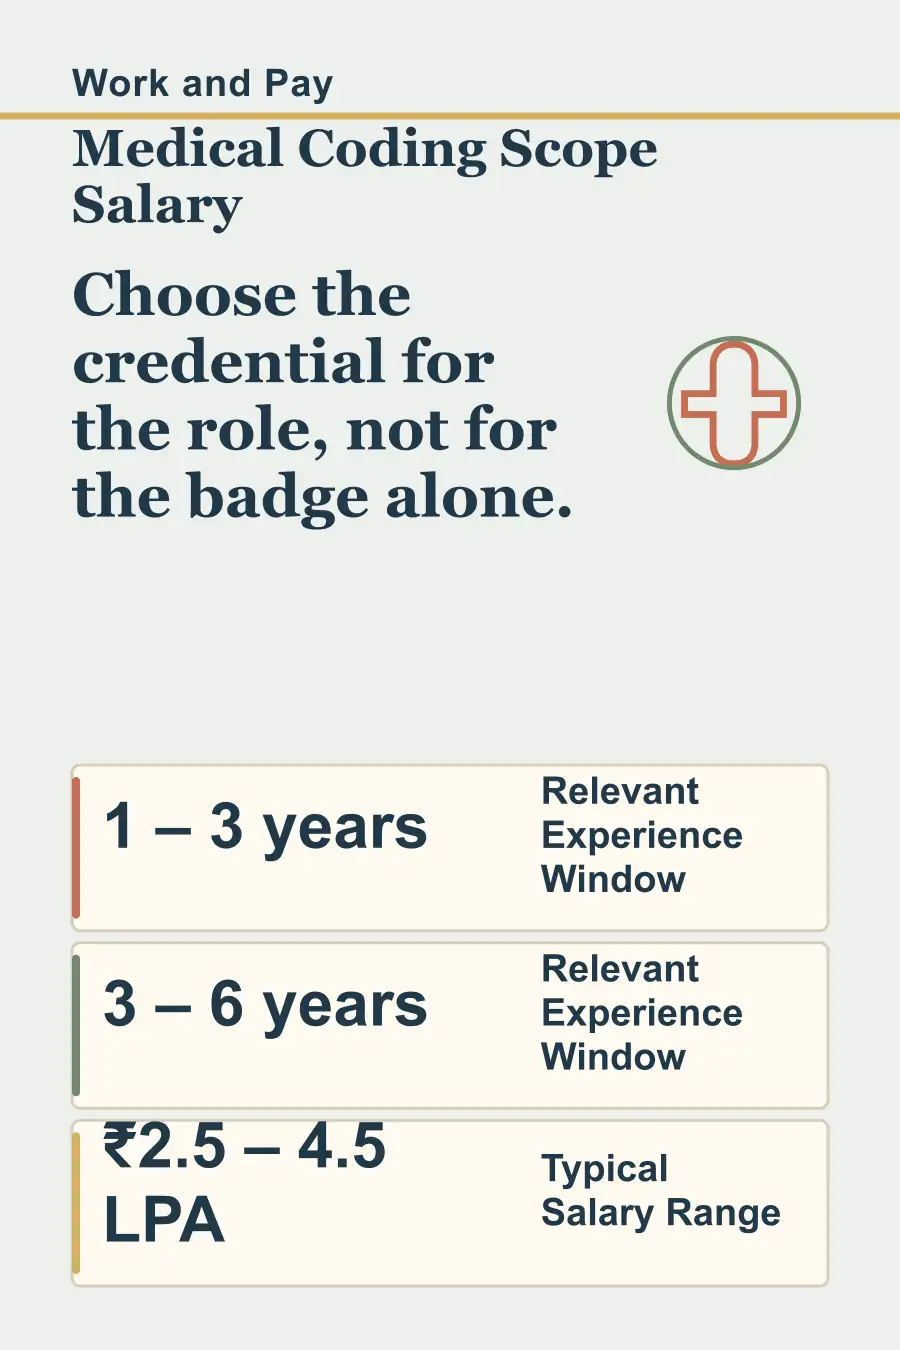 Work and Pay
Medical Coding Scope
Salary
Choose the
credential for
the role, not for
the badge alone.
1 – 3 years
Relevant
Experience
Window
3 – 6 years
Relevant
Experience
Window
₹2.5 – 4.5
LPA
Typical
Salary Range